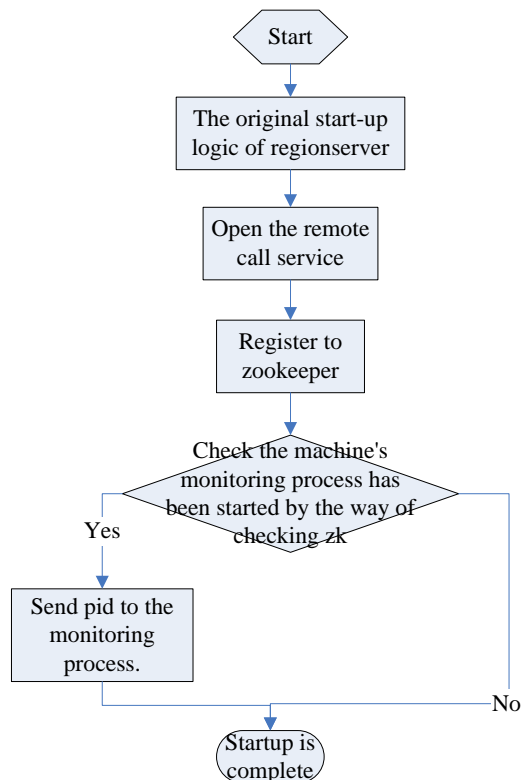 Start
The original start-up
logic of regionserver
Open the remote
call service
Register to
zookeeper
Check the machine's
monitoring process has
been started by the way of
checking zk
Yes
Send pid to the
monitoring
process.
No
Startup is
complete